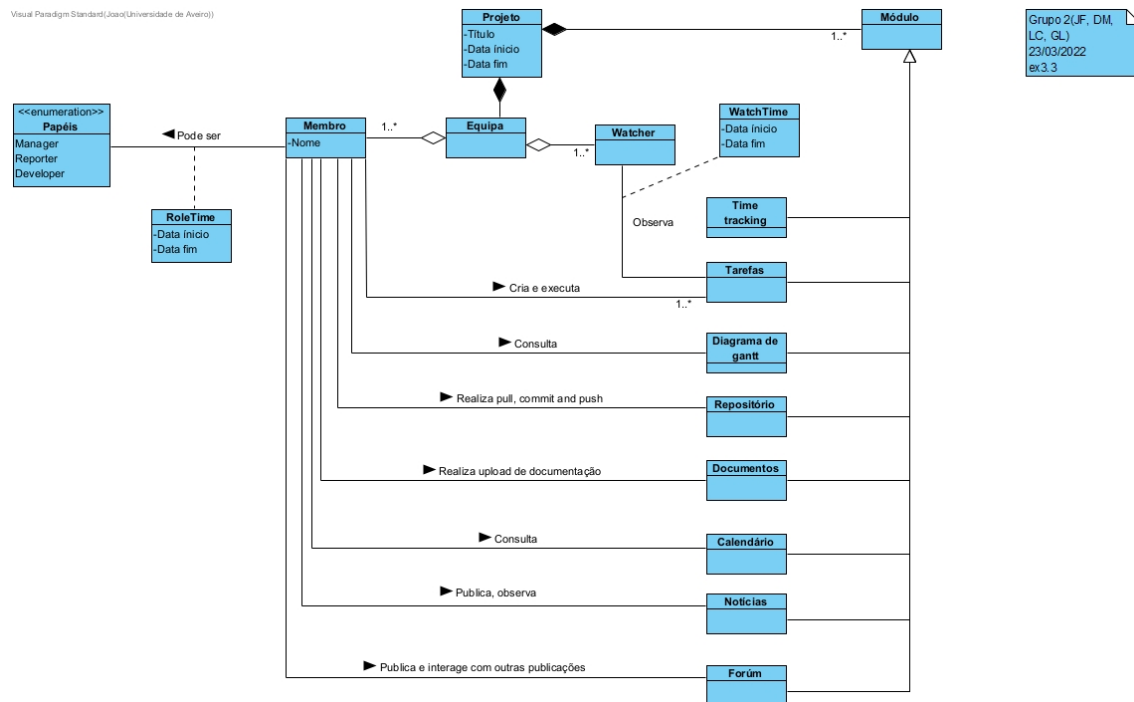 Visual Paradigm Standard(Joao(Universidade de Aveiro))
Projeto
-Título
-Data ínicio
-Data fim
1..*
Módulo
Grupo 2(JF, DM,
LC, GL)
23/03/2022
ex3.3
<<enumeration>>
Papéis
Manager
Reporter
Developer
Pode ser
Membro
-Nome
1..*
Equipa
1..*
Watcher
WatchTime
-Data ínicio
-Data fim
RoleTime
-Data ínicio
-Data fim
Observa
Time
tracking
Tarefas
Cria e executa
1..*
Consulta
Diagrama de
gantt
Realiza pull, commit and push
Repositório
Realiza upload de documentação
Documentos
Consulta
Calendário
Publica, observa
Notícias
Publica e interage com outras publicações
Forúm